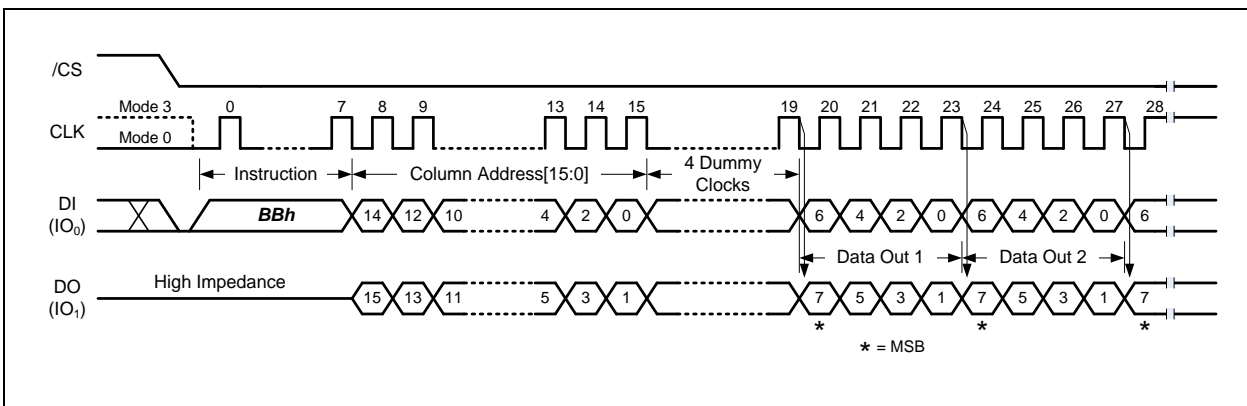 /CS
Mode 3 0 7 8 9 13 14 15 19 20 21 22 23 24 25 26 27 28
CLK
Mode 0
Instruction Column Address[15:0] 4 Dummy Clocks
DI (IO0) BBh 14 12 10 4 2 0 6 4 2 0 6 4 2 0 6
Data Out 1 Data Out 2
High Impedance
DO (IO1) 15 13 11 5 3 1 7 5 3 1 7 5 3 1 7
* * *
* = MSB